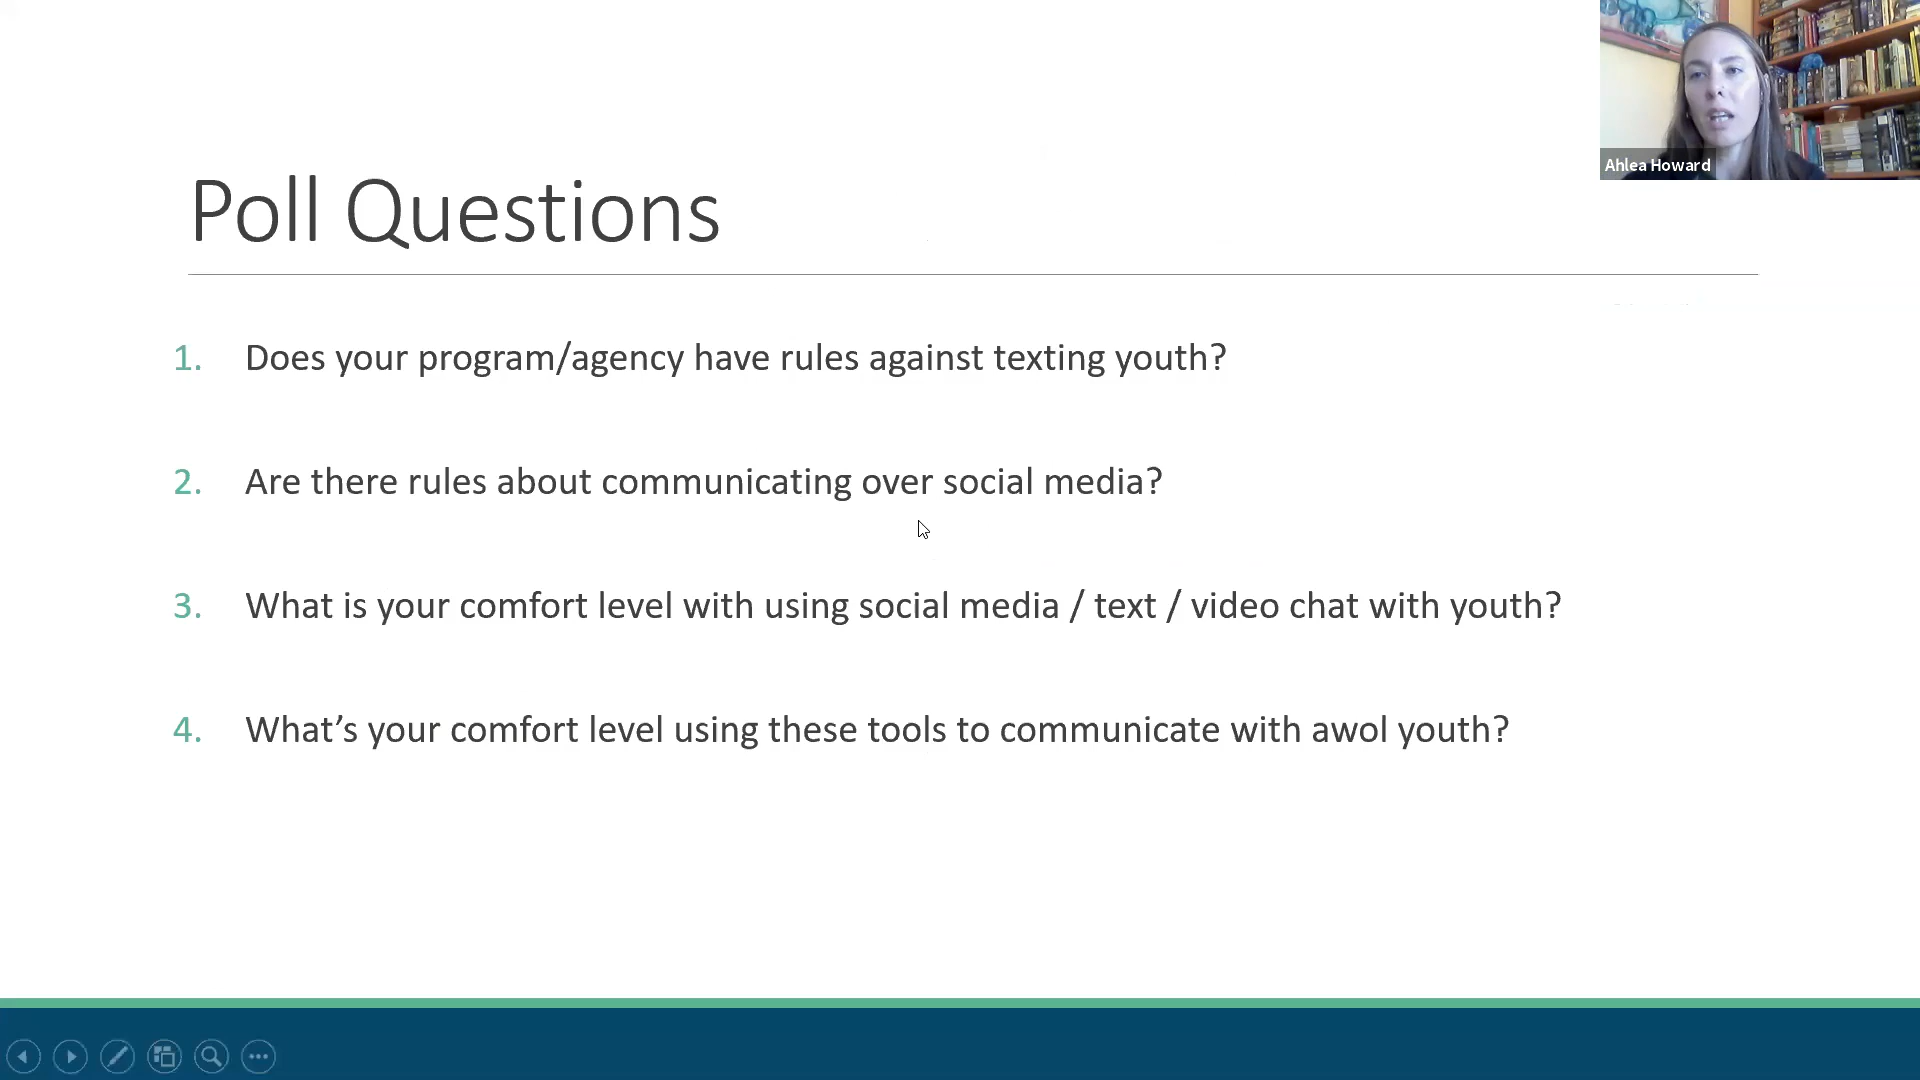 Ahlea Howard
Poll Questions
1. Does your program/agency have rules against texting youth?
2. Are there rules about communicating over social media?
3. What is your comfort level with using social media / text / video chat with youth?
4. What’s your comfort level using these tools to communicate with awol youth?